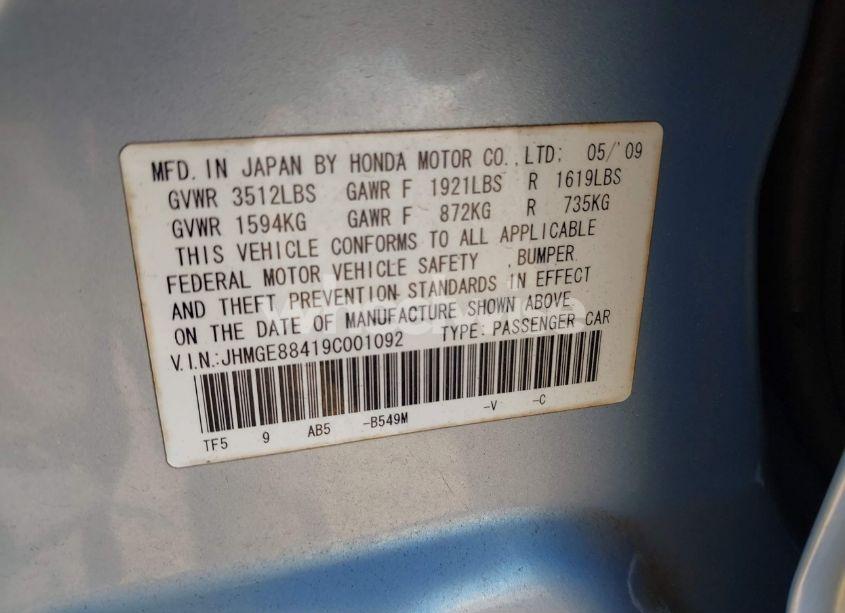 MFD. IN JAPAN BY HONDA MOTOR CO., LTD: 05/'09
GVWR 3512LBS GAWR F 1921LBS R 1619LBS
GVWR 1594KG GAWR F 872KG R 735KG
THIS VEHICLE CONFORMS TO ALL APPLICABLE
FEDERAL MOTOR VEHICLE SAFETY ,BUMPER
AND THEFT PREVENTION STANDARDS IN EFFECT
ON THE DATE OF MANUFACTURE SHOWN ABOVE.
V.I.N.:JHMGE88419C001092 TYPE: PASSENGER CAR
TF5 9 AB5 -B549M -V -C